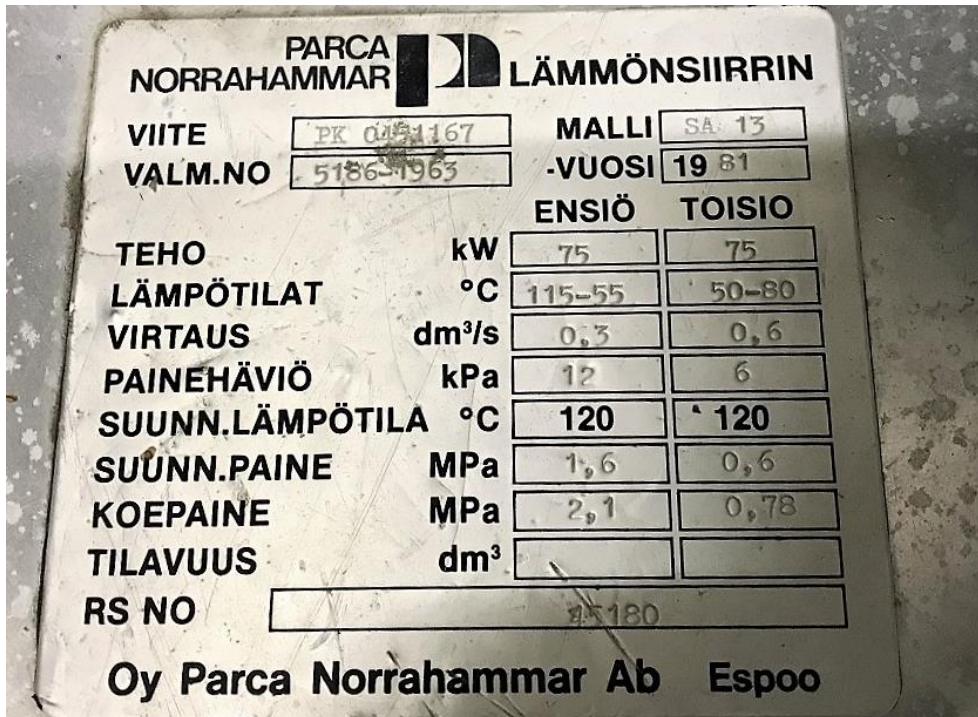 PARCA
NORRAHAMMAR LÄMMÖNSIIRRIN
VIITE PK 0151167 MALLI SA 13
VALM.NO 5186-1963 -VUOSI 19 81
ENSIÖ TOISIO
TEHO kW 75 75
LÄMPÖTILAT °C 115-55 50-80
VIRTAUS dm³/s 0,3 0,6
PAINEHÄVIÖ kPa 12 6
SUUNN.LÄMPÖTILA °C 120 120
SUUNN.PAINE MPa 1,6 0,6
KOEPAINE MPa 2,1 0,78
TILAVUUS dm³
RS NO 45180
Oy Parca Norrahammar Ab Espoo